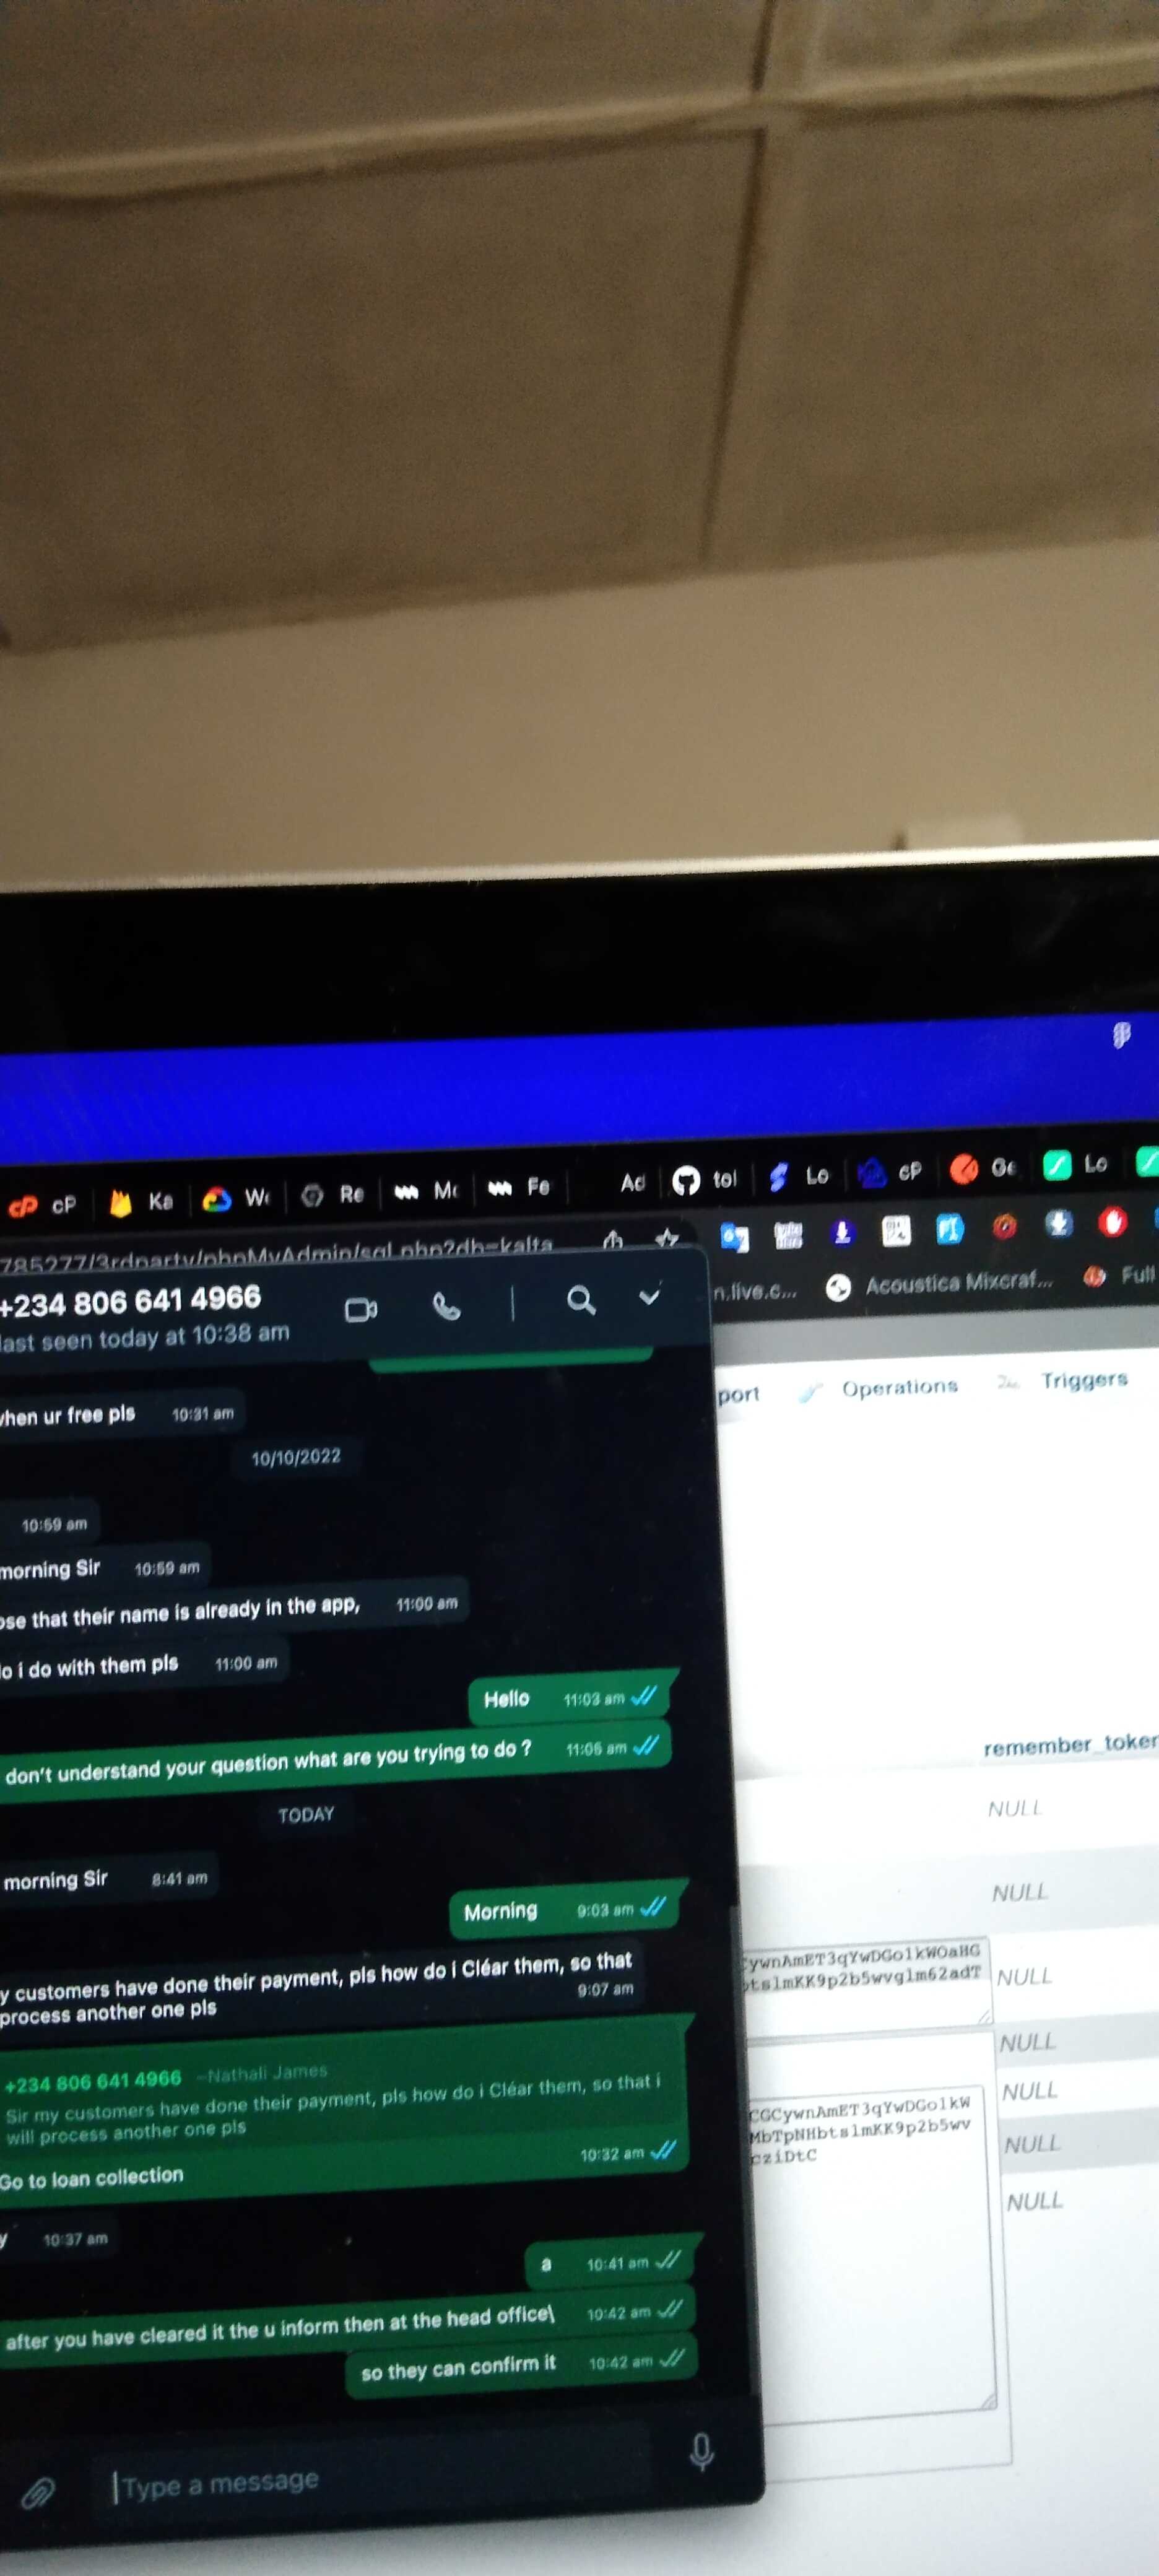 cP
Ka
Re
Fe
Ad
tol
Lo
cP
Lo
785277/3rdparty/phpMyAdmin/sql.php?db=kalta
n.live.c...
Acoustica Mixcraf...
Full
+234 806 641 4966
last seen today at 10:38 am
port
Operations
Triggers
when ur free pls 10:31 am
10/10/2022
10:59 am
morning Sir 10:59 am
ose that their name is already in the app, 11:00 am
do i do with them pls 11:00 am
Hello 11:03 am
don't understand your question what are you trying to do ? 11:05 am
TODAY
morning Sir 8:41 am
Morning 9:03 am
y customers have done their payment, pls how do i Cléar them, so that
process another one pls 9:07 am
+234 806 641 4966 ~Nathali James
Sir my customers have done their payment, pls how do i Cléar them, so that i
will process another one pls
Go to loan collection 10:32 am
y 10:37 am
a 10:41 am
after you have cleared it the u inform then at the head office\ 10:42 am
so they can confirm it 10:42 am
Type a message
remember_token
NULL
NULL
CywnAmET3qYwDGo1kWOaHG
btslmKK9p2b5wvglm62adT
NULL
NULL
CGCywnAmET3qYwDGo1kW
MbTpNHbtslmKK9p2b5wv
cziDtC
NULL
NULL
NULL